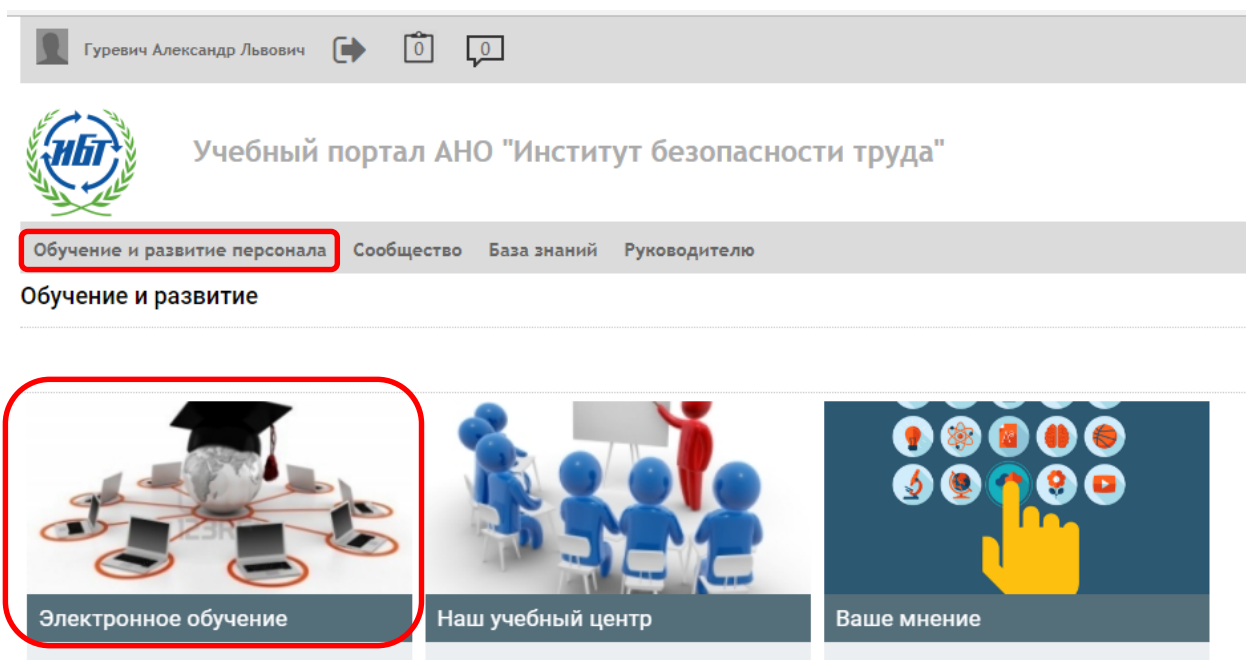 Гуревич Александр Львович 0 0
ИБТ
Учебный портал АНО "Институт безопасности труда"
Обучение и развитие персонала Сообщество База знаний Руководителю
Обучение и развитие
123R
Электронное обучение Наш учебный центр Ваше мнение